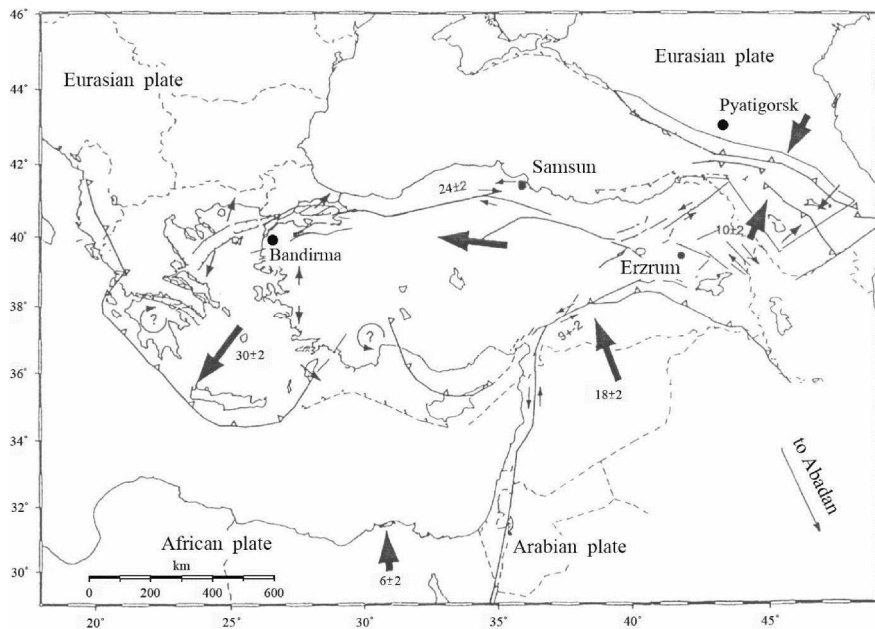 46°
44°
42°
40°
38°
36°
34°
32°
31°
29°
20°
25°
30°
35°
40°
45°
Eurasian plate
Eurasian plate
Pyatigorsk
Samsun
24±2
10±2
Bandirma
Erzrum
?
?
30±2
9+-2
18±2
to Abadan
African plate
Arabian plate
6±2
km
0 200 400 600